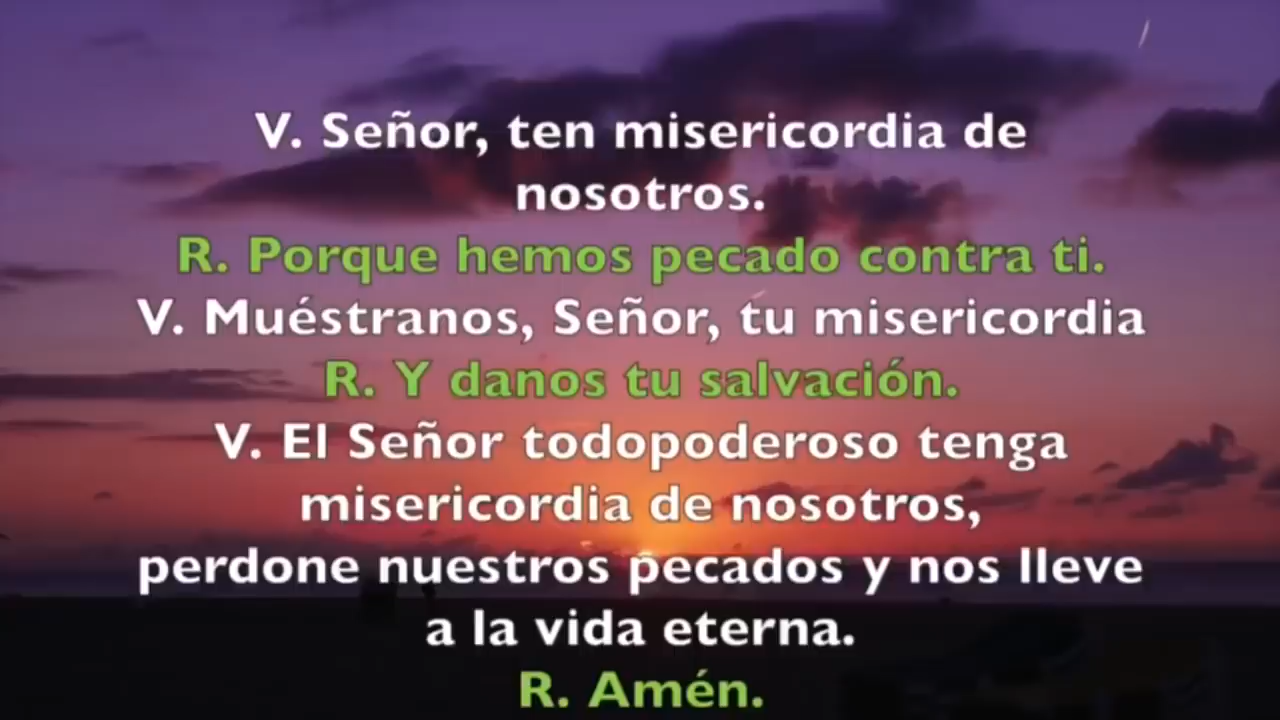 V. Señor, ten misericordia de
nosotros.
R. Porque hemos pecado contra ti.
V. Muéstranos, Señor, tu misericordia
R. Y danos tu salvación.
V. El Señor todopoderoso tenga
misericordia de nosotros,
perdone nuestros pecados y nos lleve
a la vida eterna.
R. Amén.